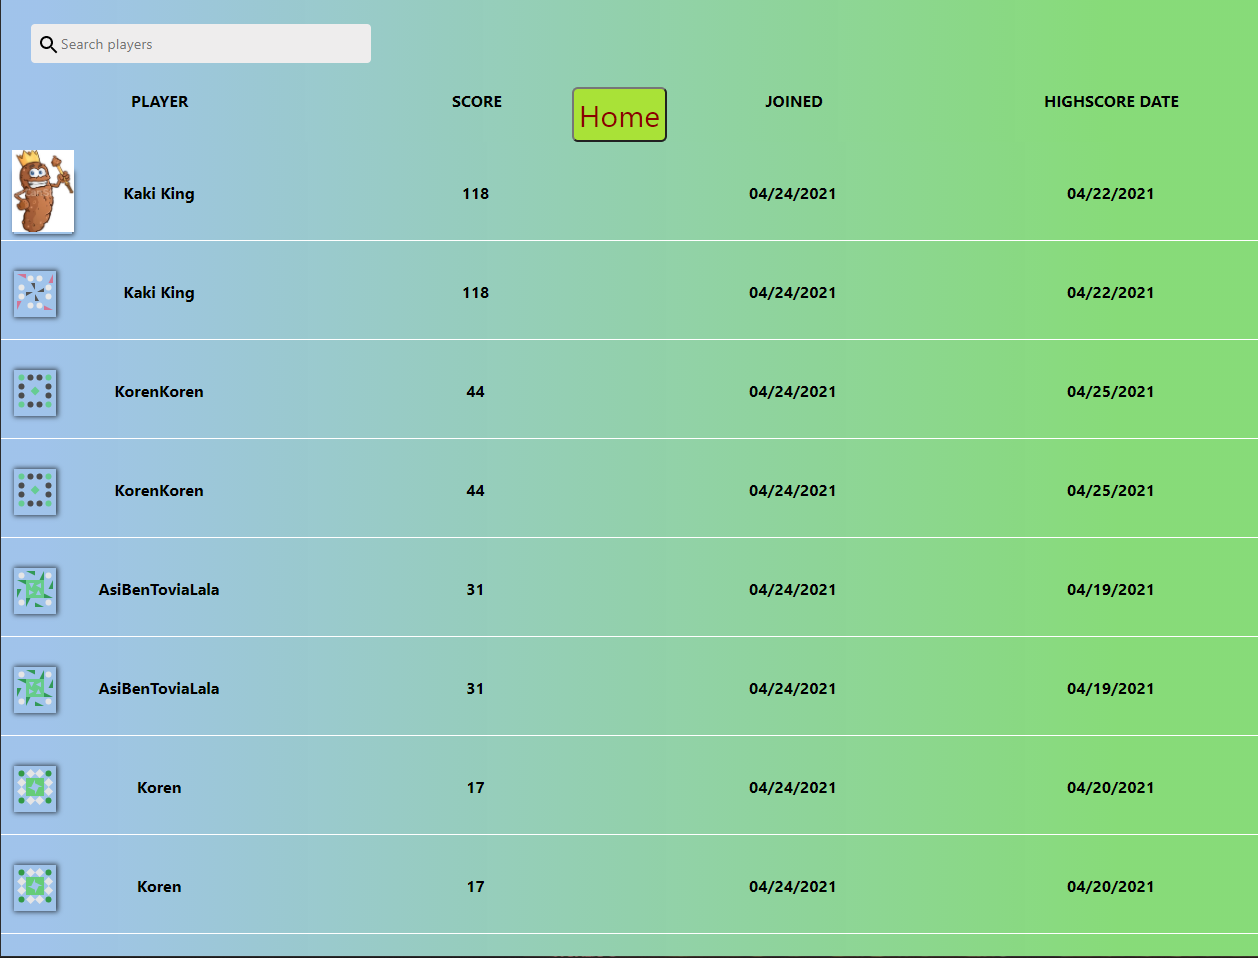 Search players
PLAYER SCORE JOINED HIGHSCORE DATE
Home
Kaki King 118 04/24/2021 04/22/2021
Kaki King 118 04/24/2021 04/22/2021
KorenKoren 44 04/24/2021 04/25/2021
KorenKoren 44 04/24/2021 04/25/2021
AsiBenToviaLala 31 04/24/2021 04/19/2021
AsiBenToviaLala 31 04/24/2021 04/19/2021
Koren 17 04/24/2021 04/20/2021
Koren 17 04/24/2021 04/20/2021